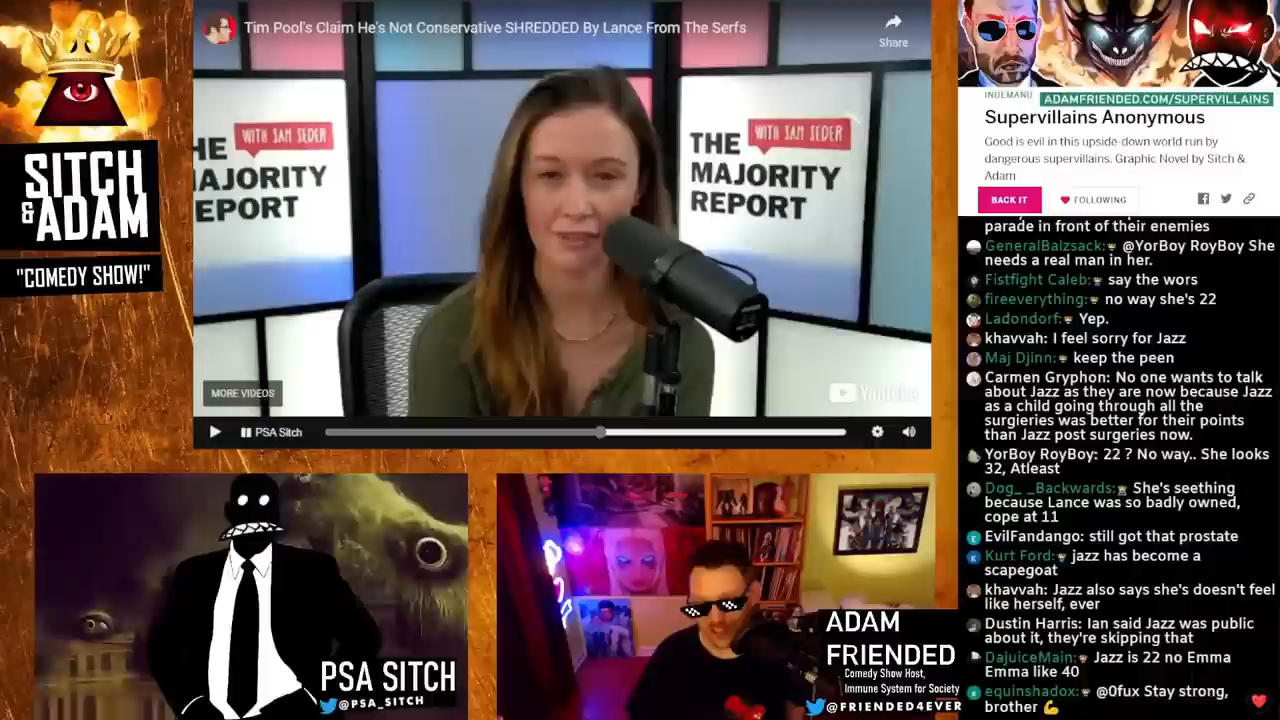 SITCH
& ADAM
"COMEDY SHOW!"
Tim Pool's Claim He's Not Conservative SHREDDED By Lance From The Serfs
Share
HE
WITH SAM SEDER
AJORITY
EPORT
THE
WITH SAM SEDER
MAJORITY
REPORT
MORE VIDEOS
YouTube
PSA Sitch
PSA SITCH
@PSA_SITCH
ADAM
FRIENDED
Comedy Show Host,
Immune System for Society
@FRIENDED4EVER
ADAMFRIENDED.COM/SUPERVILLAINS
Supervillains Anonymous
Good is evil in this upside-down world run by
dangerous supervillains. Graphic Novel by Sitch &
Adam
BACK IT
FOLLOWING
parade in front of their enemies
GeneralBalzsack: @YorBoy RoyBoy She
needs a real man in her.
Fistfight Caleb: say the wors
fireeverything: no way she's 22
Ladondorf: Yep.
khavvah: I feel sorry for Jazz
Maj Djinn: keep the peen
Carmen Gryphon: No one wants to talk
about Jazz as they are now because Jazz
as a child going through all the
surgieries was better for their points
than Jazz post surgeries now.
YorBoy RoyBoy: 22 ? No way.. She looks
32, Atleast
Dog_ _Backwards: She's seething
because Lance was so badly owned,
cope at 11
EvilFandango: still got that prostate
Kurt Ford: jazz has become a
scapegoat
khavvah: Jazz also says she's doesn't feel
like herself, ever
Dustin Harris: Ian said Jazz was public
about it, they're skipping that
DajuiceMain: Jazz is 22 no Emma
Emma like 40
equinshadox: @0fux Stay strong,
brother 💪